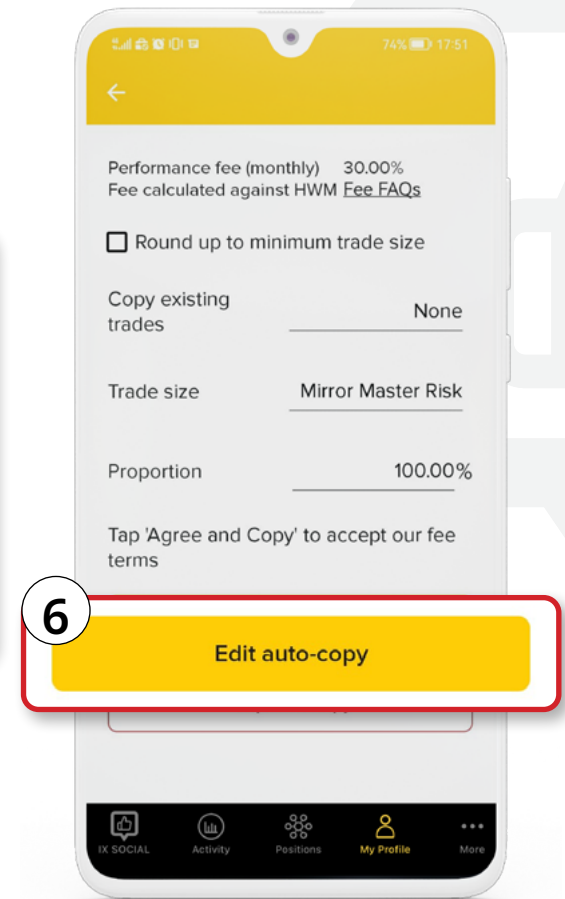 74% 17:51
Performance fee (monthly) 30.00%
Fee calculated against HWM Fee FAQs
Round up to minimum trade size
Copy existing
trades
None
Trade size
Mirror Master Risk
Proportion
100.00%
Tap 'Agree and Copy' to accept our fee
terms
6
Edit auto-copy
IX SOCIAL
Activity
Positions
My Profile
More